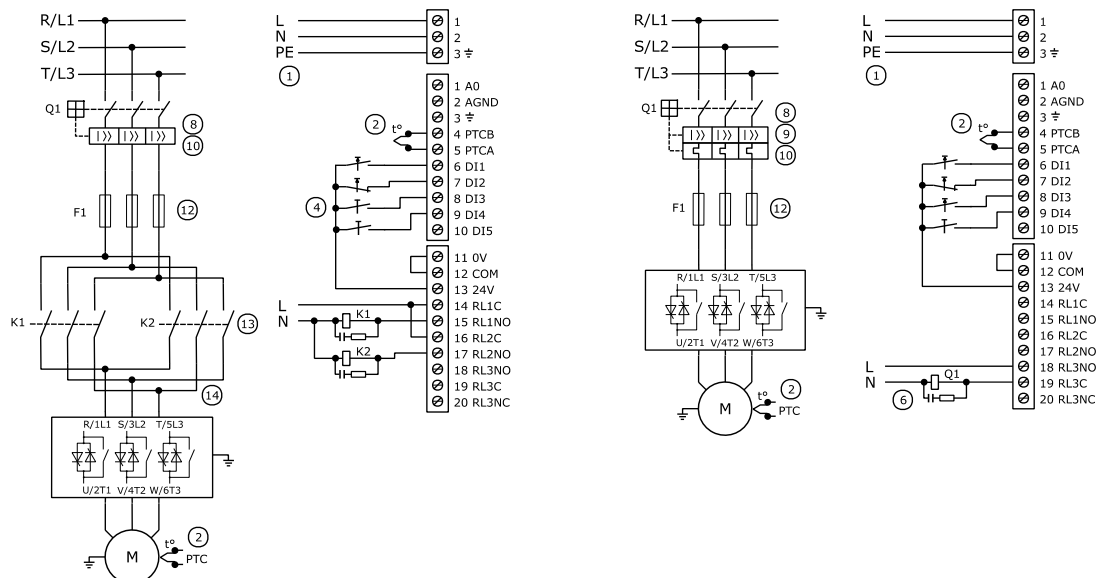 R/L1
S/L2
T/L3
Q1
8
10
F1
12
K1
K2
13
14
R/1L1 S/3L2 T/5L3
U/2T1 V/4T2 W/6T3
M
t°
2
PTC
L
N
PE
1
1
2
3
1 A0
2 AGND
3
4 PTCB
5 PTCA
6 DI1
7 DI2
8 DI3
9 DI4
10 DI5
2
t°
4
11 0V
12 COM
13 24V
14 RL1C
15 RL1NO
16 RL2C
17 RL2NO
18 RL3NO
19 RL3C
20 RL3NC
L
N
K1
K2
R/L1
S/L2
T/L3
Q1
8
9
10
F1
12
R/1L1 S/3L2 T/5L3
U/2T1 V/4T2 W/6T3
M
t°
2
PTC
L
N
PE
1
1
2
3
1 A0
2 AGND
3
4 PTCB
5 PTCA
6 DI1
7 DI2
8 DI3
9 DI4
10 DI5
2
t°
11 0V
12 COM
13 24V
14 RL1C
15 RL1NO
16 RL2C
17 RL2NO
18 RL3NO
19 RL3C
20 RL3NC
L
N
Q1
6